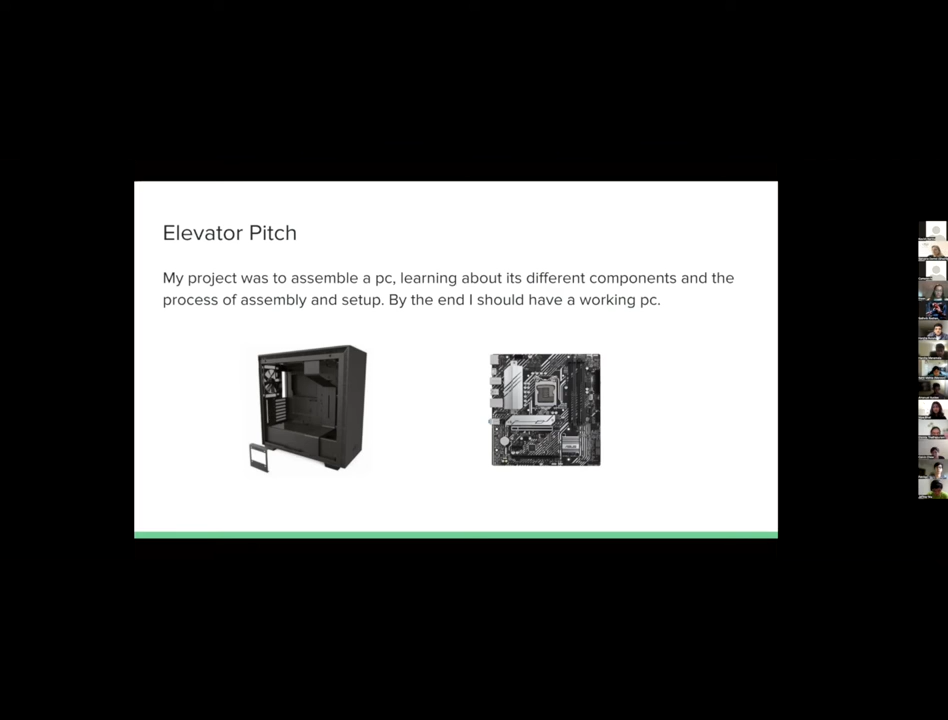 Elevator Pitch
My project was to assemble a pc, learning about its different components and the
process of assembly and setup. By the end I should have a working pc.